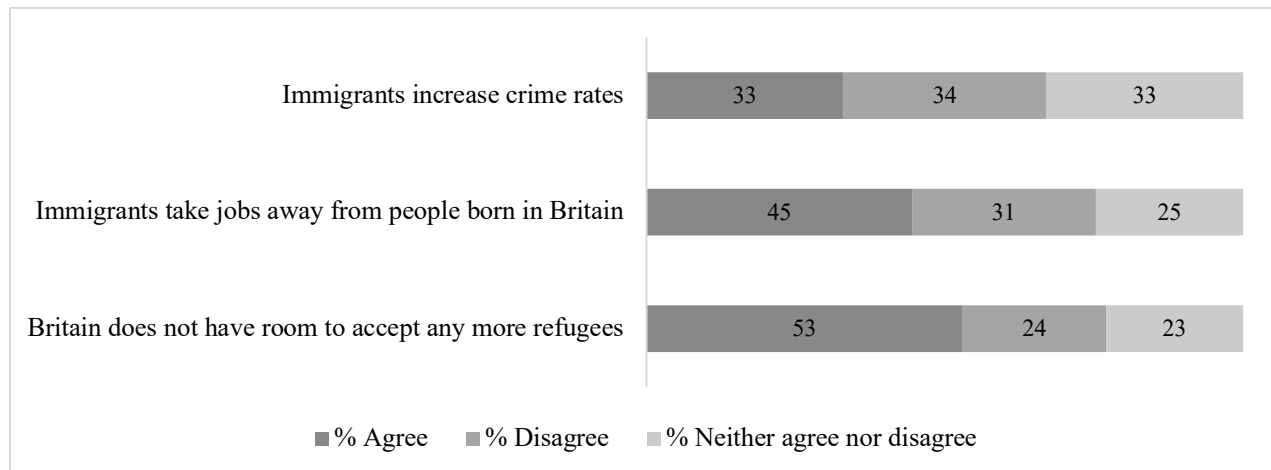 Immigrants increase crime rates
33 34 33
Immigrants take jobs away from people born in Britain
45 31 25
Britain does not have room to accept any more refugees
53 24 23
% Agree % Disagree % Neither agree nor disagree